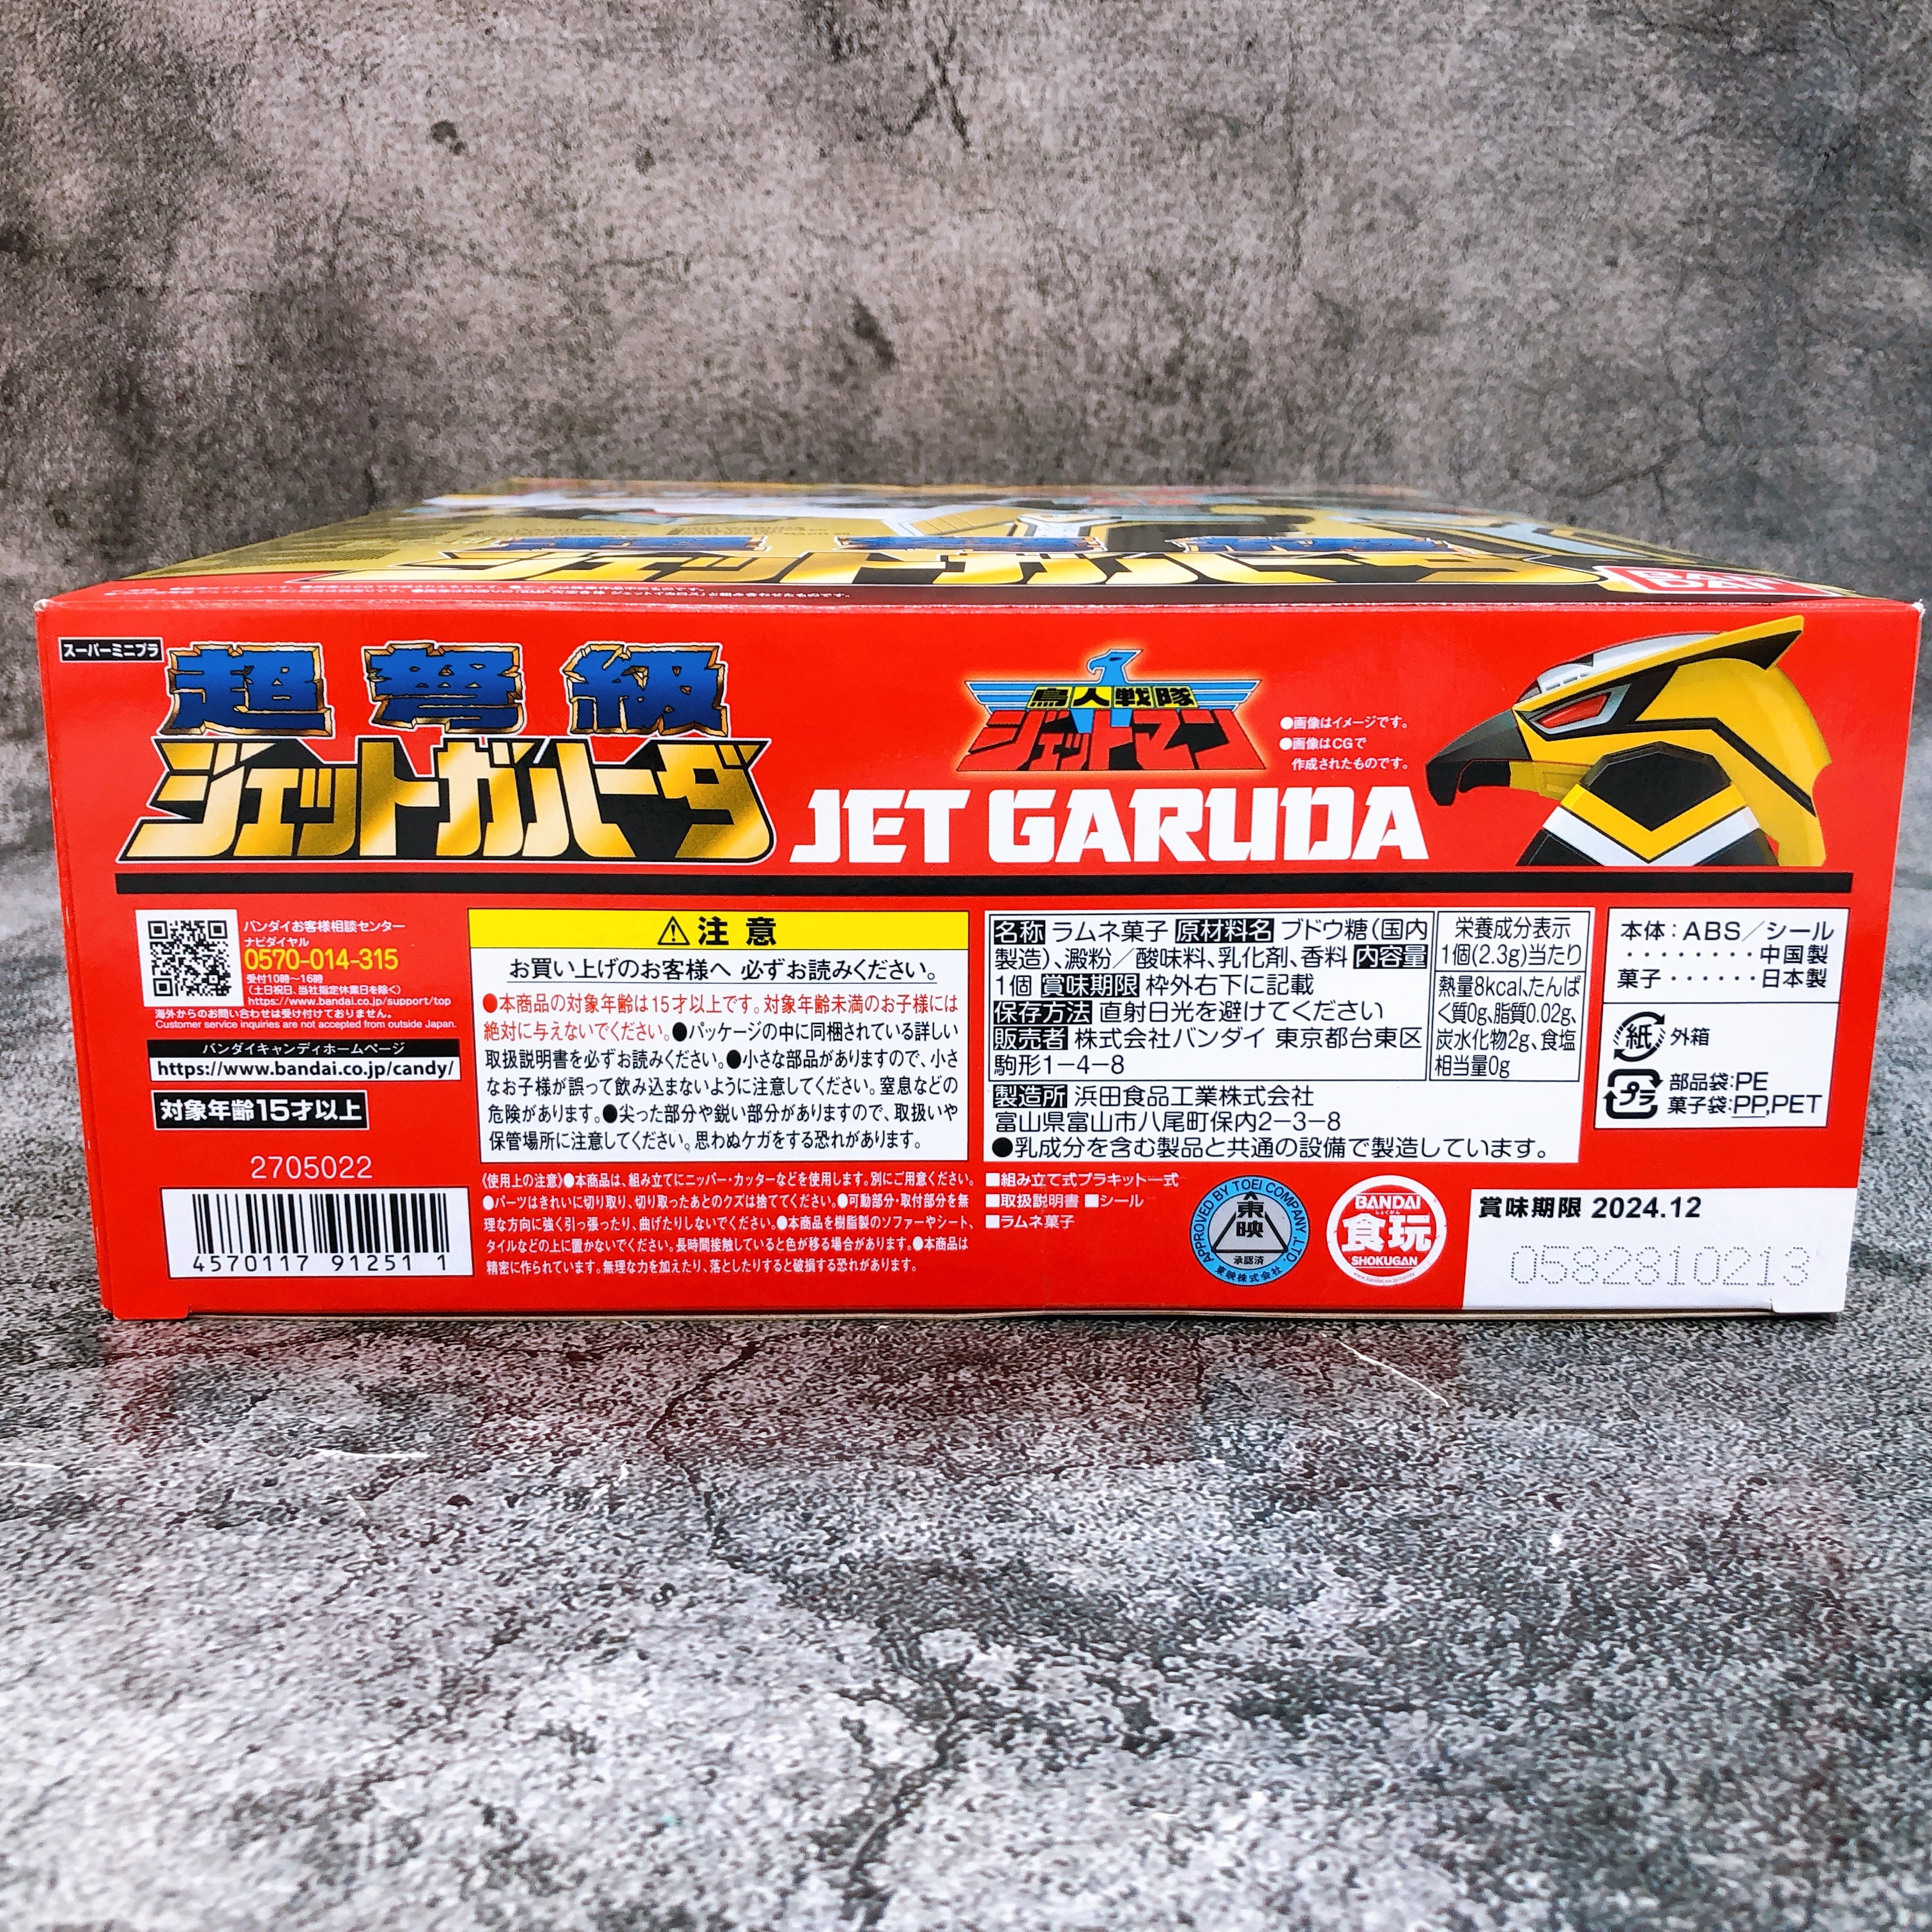 ジェットガルーダ
スーパーミニプラ
超弩級
ジェットガルーダ
鳥人戦隊
ジェットマン
JET GARUDA
●画像はイメージです。
●画像はCGで
作成されたものです。
バンダイお客様相談センター
ナビダイヤル
0570-014-315
受付10時～16時
(土日祝日、当社指定休業日を除く)
https://www.bandai.co.jp/support/top
海外からのお問い合わせは受け付けておりません。
Customer service inquiries are not accepted from outside Japan.
バンダイキャンディホームページ
https://www.bandai.co.jp/candy/
対象年齢15才以上
2705022
4570117 91251 1
⚠注意
お買い上げのお客様へ 必ずお読みください。
●本商品の対象年齢は15才以上です。対象年齢未満のお子様には
絶対に与えないでください。●パッケージの中に同梱されている詳しい
取扱説明書を必ずお読みください。●小さな部品がありますので、小さ
なお子様が誤って飲み込まないように注意してください。窒息などの
危険があります。●尖った部分や鋭い部分がありますので、取扱いや
保管場所に注意してください。思わぬケガをする恐れがあります。
《使用上の注意》●本商品は、組み立てにニッパー・カッターなどを使用します。別にご用意ください。
●パーツはきれいに切り取り、切り取ったあとのクズは捨ててください。●可動部分・取付部分を無
理な方向に強く引っ張ったり、曲げたりしないでください。●本商品を樹脂製のソファーやシート、
タイルなどの上に置かないでください。長時間接触していると色が移る場合があります。●本商品は
精密に作られています。無理な力を加えたり、落としたりすると破損する恐れがあります。
名称 ラムネ菓子 原材料名 ブドウ糖(国内
製造)、澱粉／酸味料、乳化剤、香料 内容量
1個 賞味期限 枠外右下に記載
保存方法 直射日光を避けてください
販売者 株式会社バンダイ 東京都台東区
駒形1-4-8
製造所 浜田食品工業株式会社
富山県富山市八尾町保内2-3-8
●乳成分を含む製品と共通の設備で製造しています。
栄養成分表示
1個(2.3g)当たり
熱量8kcal、たんぱ
く質0g、脂質0.02g、
炭水化物2g、食塩
相当量0g
本体：ABS／シール
・・・・・・・・中国製
菓子・・・・・・日本製
紙 外箱
プラ 部品袋：PE
菓子袋：PP,PET
■組み立て式プラキット一式
■取扱説明書 ■シール
■ラムネ菓子
APPROVED BY TOEI COMPANY, LTD
東映
承認済
東映株式会社
BANDAI
しょくがん
食玩
SHOKUGAN
賞味期限 2024.12
0582810213